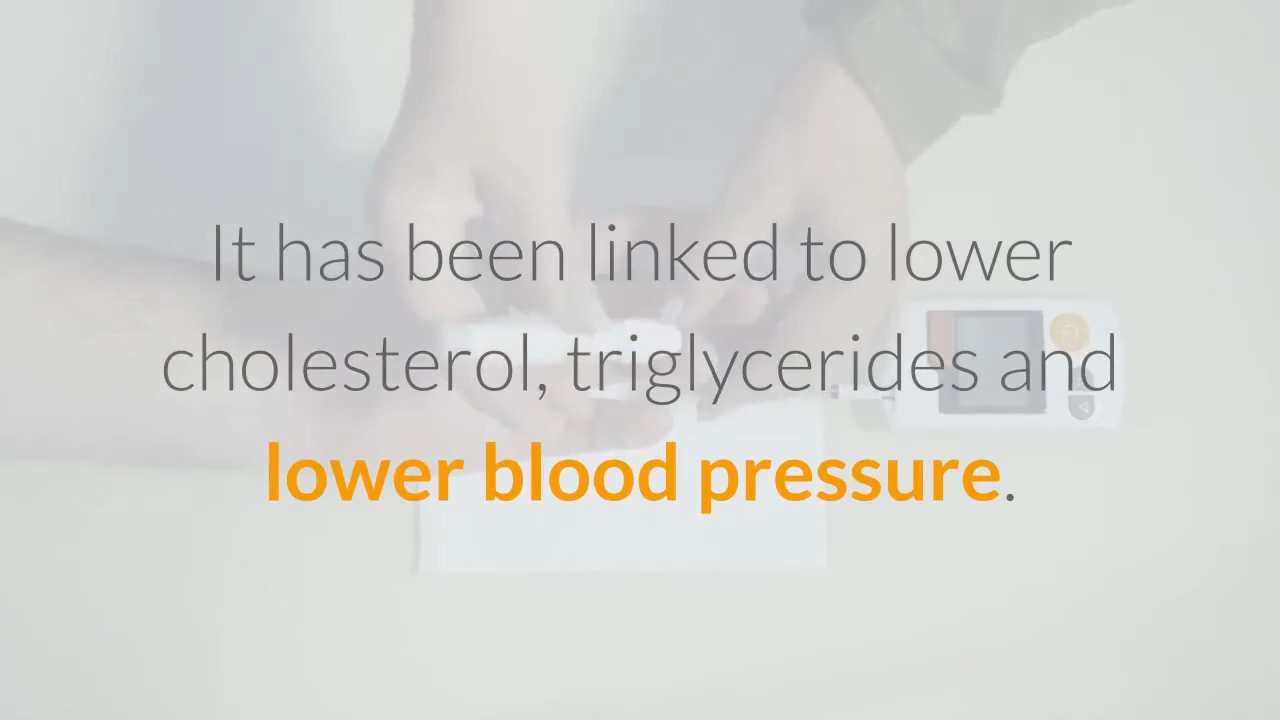 It has been linked to lower
cholesterol, triglycerides and
lower blood pressure.